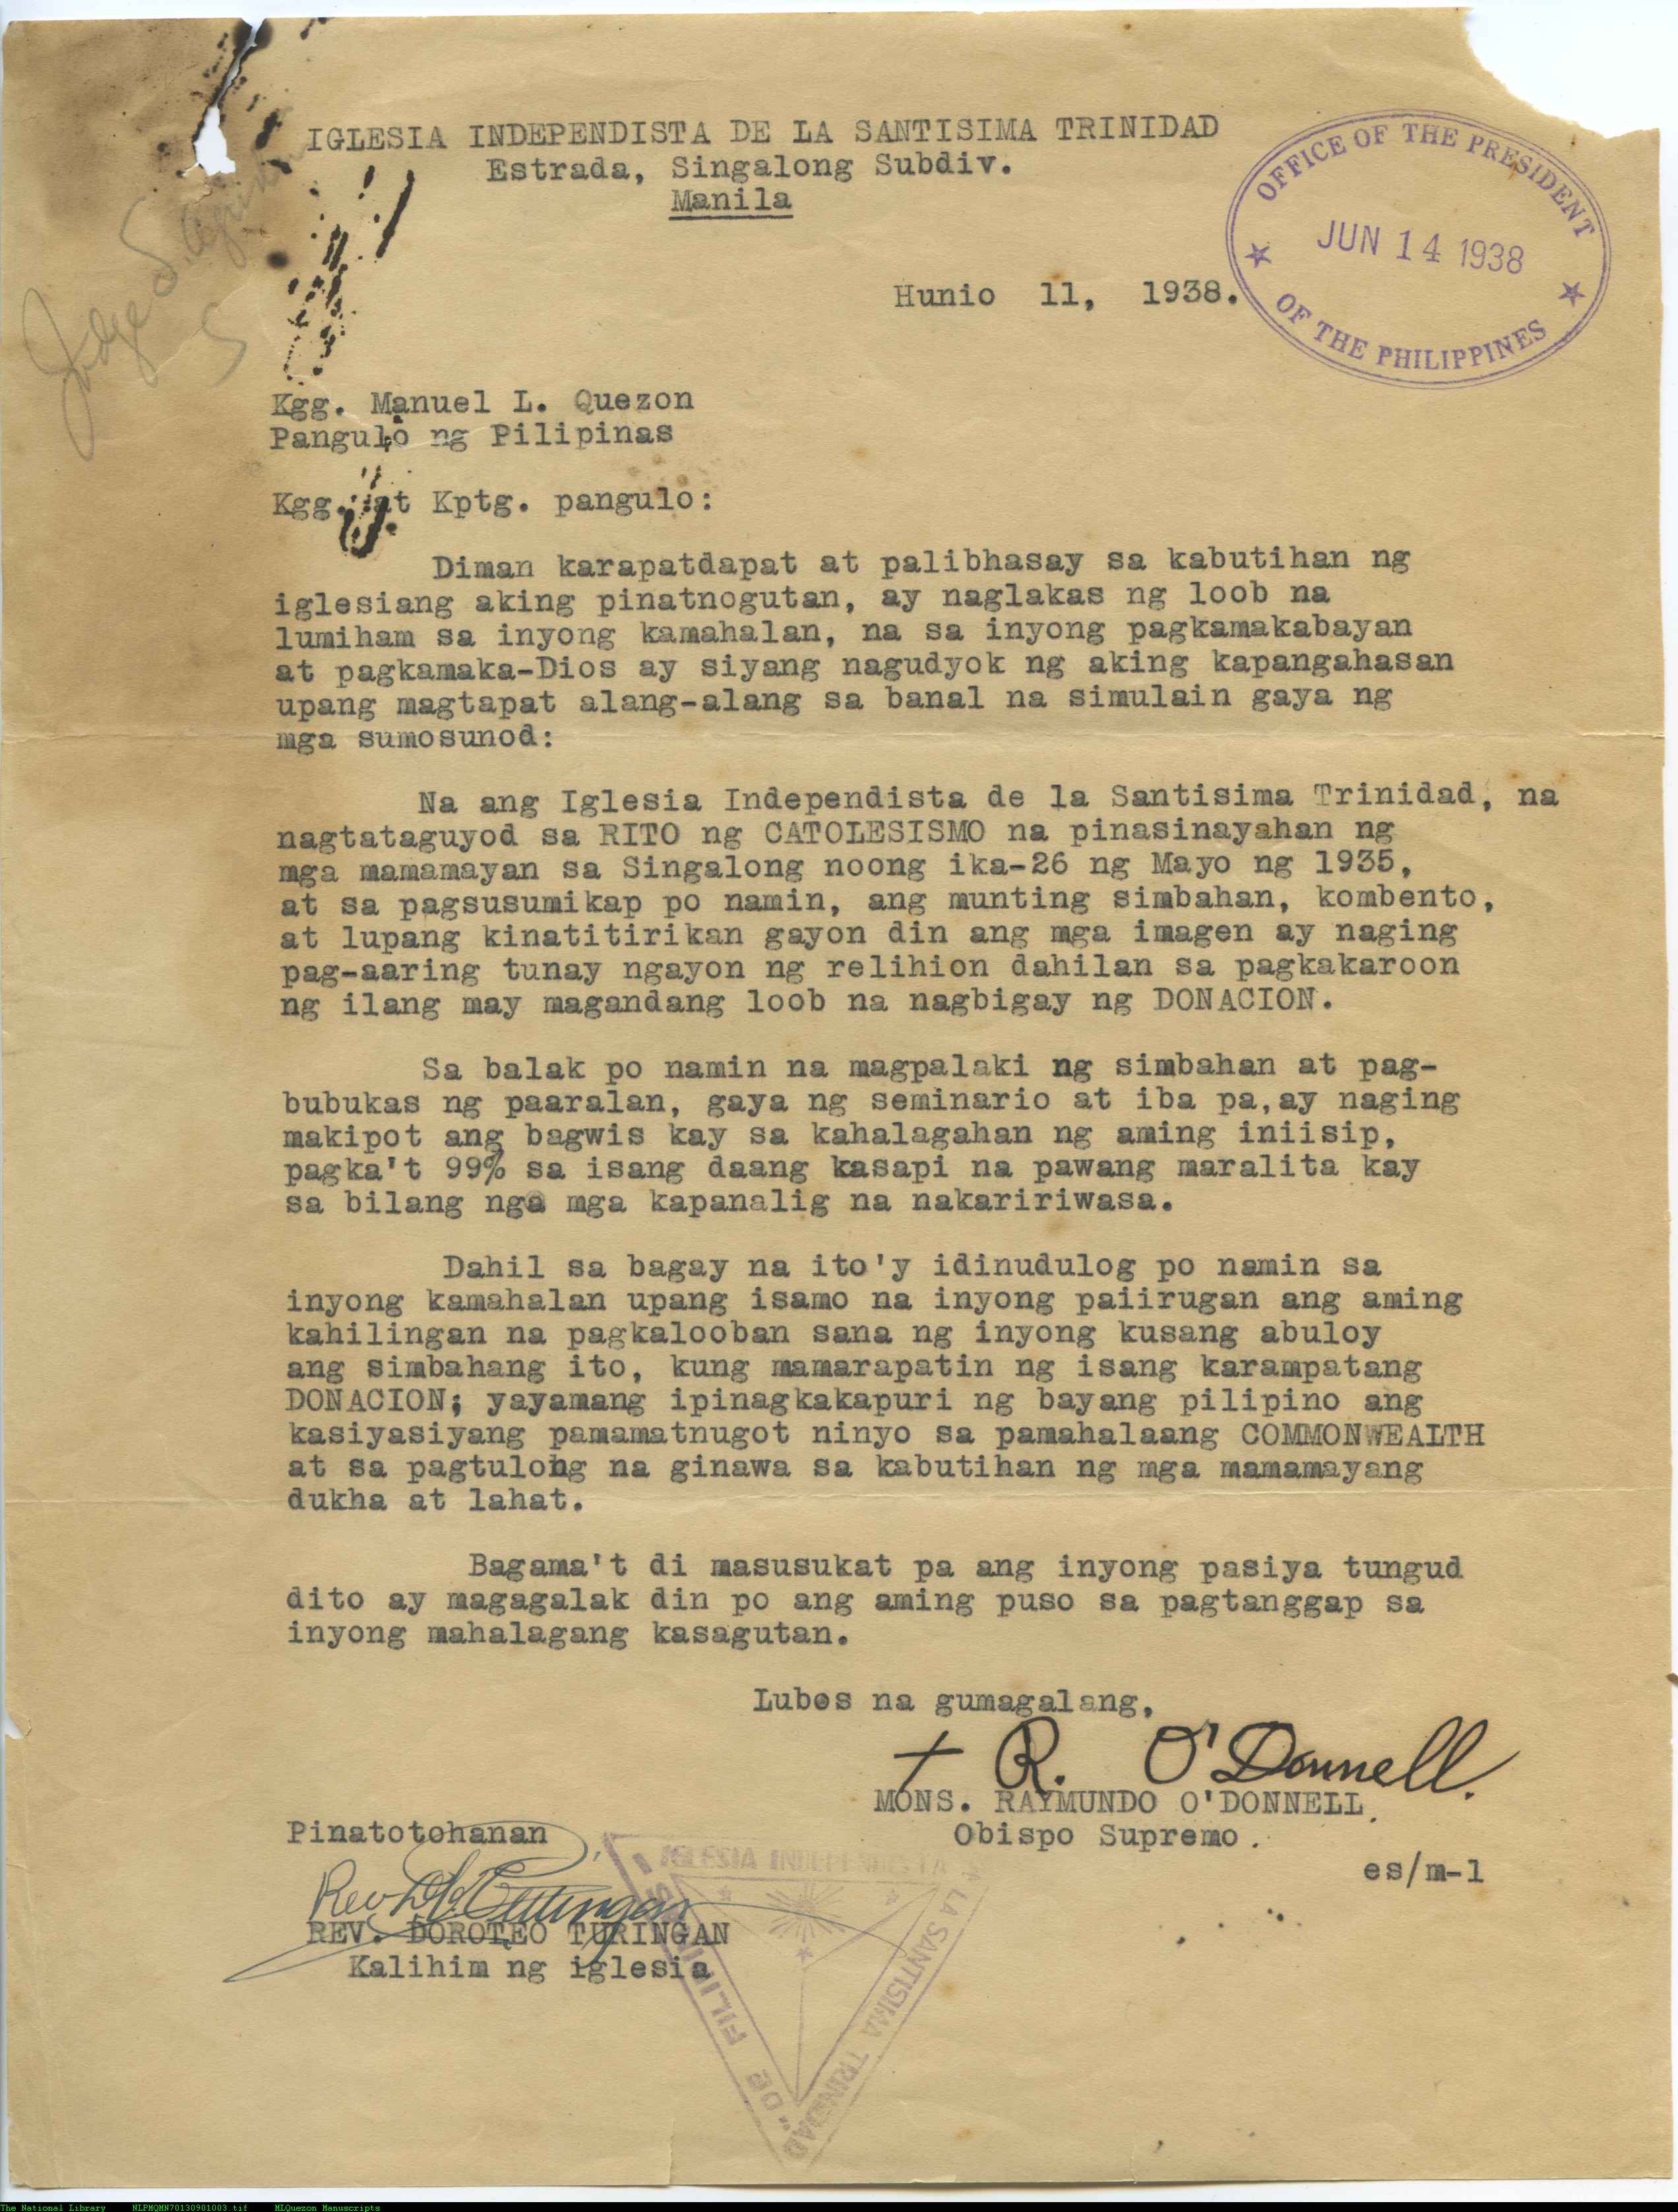 IGLESIA INDEPENDISTA DE LA SANTISIMA TRINIDAD
Estrada, Singalong Subdiv.
Manila
OFFICE OF THE PRESIDENT
JUN 14 1938
OF THE PHILIPPINES
Judge S.
Hunio 11, 1938.
Kgg. Manuel L. Quezon
Pangulo ng Pilipinas
Kgg. at Kptg. pangulo:
Diman karapatdapat at palibhasay sa kabutihan ng
iglesiang aking pinatnogutan, ay naglakas ng loob na
lumiham sa inyong kamahalan, na sa inyong pagkamakabayan
at pagkamaka-Dios ay siyang nagudyok ng aking kapangahasan
upang magtapat alang-alang sa banal na simulain gaya ng
mga sumosunod:
Na ang Iglesia Independista de la Santisima Trinidad, na
nagtataguyod sa RITO ng CATOLESISMO na pinasinayahan ng
mga mamamayan sa Singalong noong ika-26 ng Mayo ng 1935,
at sa pagsusumikap po namin, ang munting simbahan, kombento,
at lupang kinatitirikan gayon din ang mga imagen ay naging
pag-aaring tunay ngayon ng relihion dahilan sa pagkakaroon
ng ilang may magandang loob na nagbigay ng DONACION.
Sa balak po namin na magpalaki ng simbahan at pag-
bubukas ng paaralan, gaya ng seminario at iba pa,ay naging
makipot ang bagwis kay sa kahalagahan ng aming iniisip,
pagka't 99% sa isang daang kasapi na pawang maralita kay
sa bilang nga mga kapanalig na nakaririwasa.
Dahil sa bagay na ito'y idinudulog po namin sa
inyong kamahalan upang isamo na inyong paiirugan ang aming
kahilingan na pagkalooban sana ng inyong kusang abuloy
ang simbahang ito, kung mamarapatin ng isang karampatang
DONACION; yayamang ipinagkakapuri ng bayang pilipino ang
kasiyasiyang pamamatnugot ninyo sa pamahalaang COMMONWEALTH
at sa pagtulong na ginawa sa kabutihan ng mga mamamayang
dukha at lahat.
Bagama't di masusukat pa ang inyong pasiya tungud
dito ay magagalak din po ang aming puso sa pagtanggap sa
inyong mahalagang kasagutan.
Lubos na gumagalang,
+ R. O'Donnell.
MONS. RAYMUNDO O'DONNELL.
Obispo Supremo.
es/m-1
Pinatotohanan
REV. DOROTEO TURINGAN
Kalihim ng iglesia
IGLESIA INDEPENDISTA
LA SANTISIMA TRINIDAD
The National Library NLPMQMN70130901003.tif MLQuezon Manuscripts